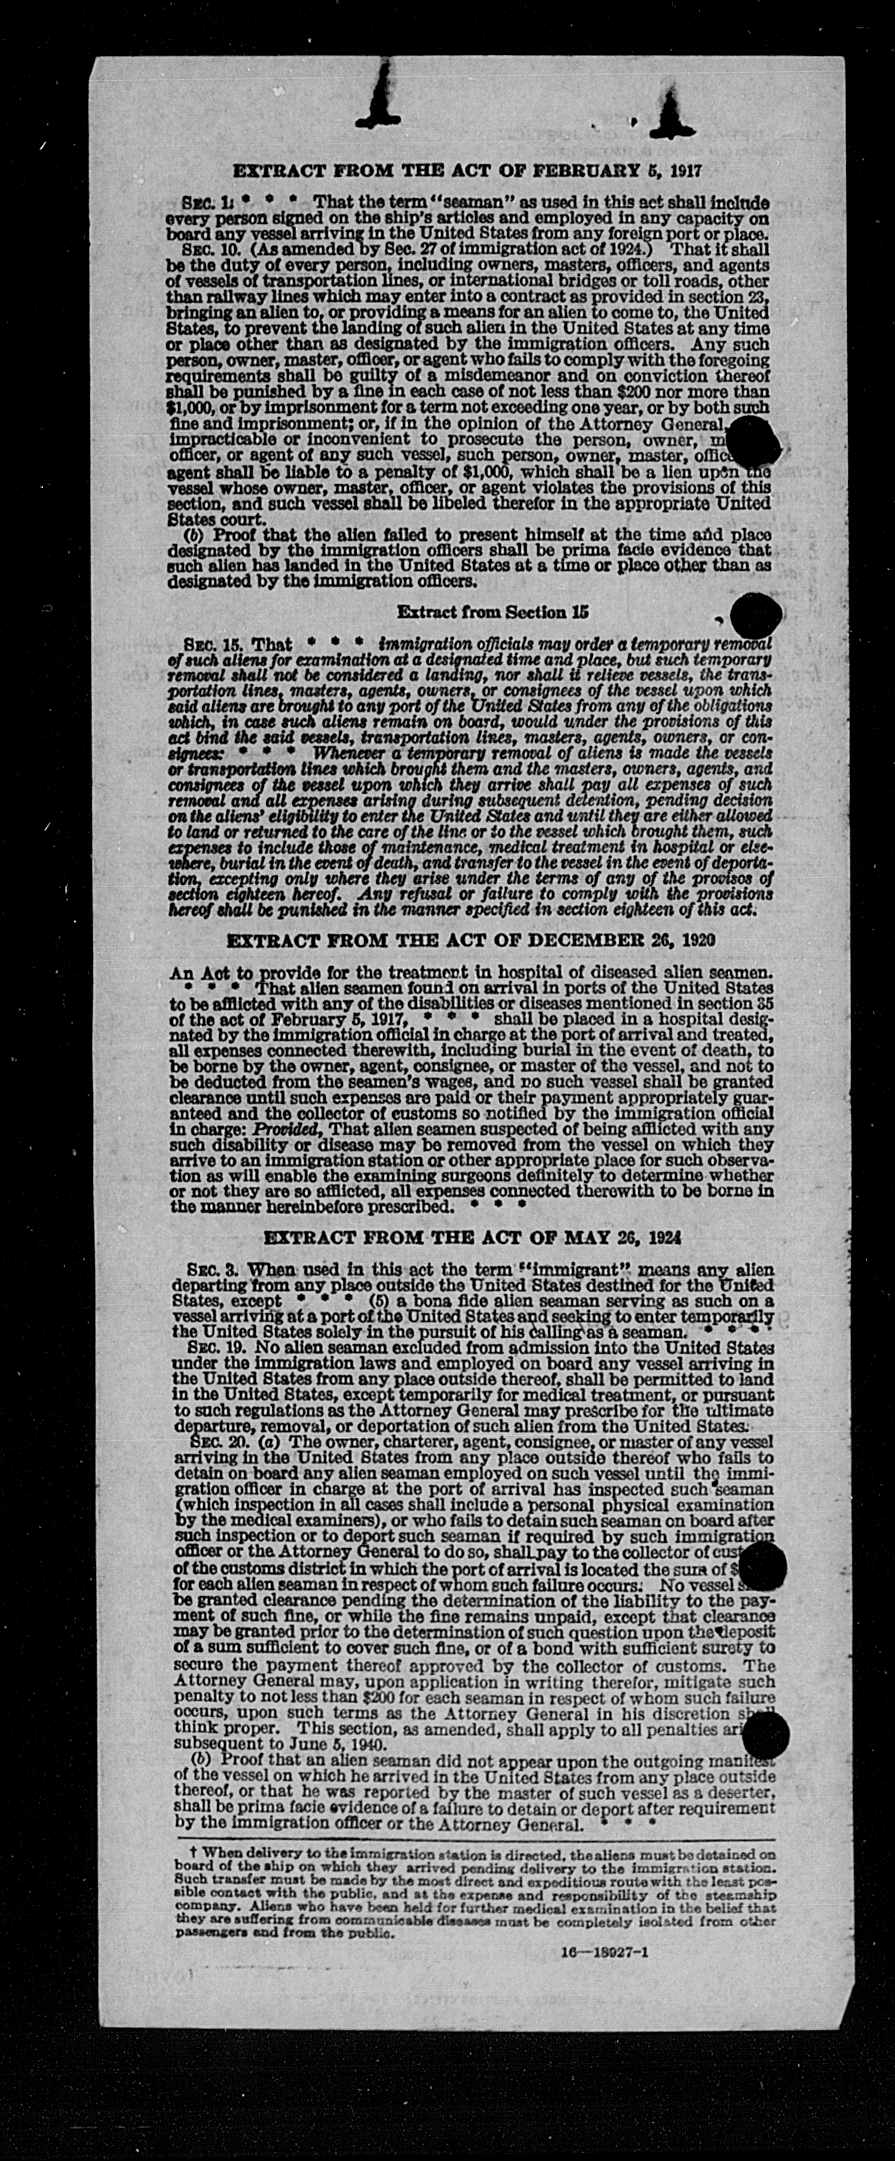 EXTRACT FROM THE ACT OF FEBRUARY 5, 1917
SEC. 1: * * * That the term "seaman" as used in this act shall include
every person signed on the ship's articles and employed in any capacity on
board any vessel arriving in the United States from any foreign port or place.
SEC. 10. (As amended by Sec. 27 of immigration act of 1924.) That it shall
be the duty of every person, including owners, masters, officers, and agents
of vessels of transportation lines, or international bridges or toll roads, other
than railway lines which may enter into a contract as provided in section 23,
bringing an alien to, or providing a means for an alien to come to, the United
States, to prevent the landing of such alien in the United States at any time
or place other than as designated by the immigration officers. Any such
person, owner, master, officer, or agent who fails to comply with the foregoing
requirements shall be guilty of a misdemeanor and on conviction thereof
shall be punished by a fine in each case of not less than $200 nor more than
$1,000, or by imprisonment for a term not exceeding one year, or by both such
fine and imprisonment; or, if in the opinion of the Attorney General,
impracticable or inconvenient to prosecute the person, owner,
officer, or agent of any such vessel, such person, owner, master,
agent shall be liable to a penalty of $1,000, which shall be a lien upon the
vessel whose owner, master, officer, or agent violates the provisions of this
section, and such vessel shall be libeled therefor in the appropriate United
States court.
(b) Proof that the alien failed to present himself at the time and place
designated by the immigration officers shall be prima facie evidence that
such alien has landed in the United States at a time or place other than as
designated by the immigration officers.
Extract from Section 15
SEC. 15. That * * * immigration officials may order a temporary removal
of such aliens for examination at a designated time and place, but such temporary
removal shall not be considered a landing, nor shall it relieve vessels, the trans-
portation lines, masters, agents, owners, or consignees of the vessel upon which
said aliens are brought to any port of the United States from any of the obligations
which, in case such aliens remain on board, would under the provisions of this
act bind the said vessels, transportation lines, masters, agents, owners, or con-
signees: * * * Whenever a temporary removal of aliens is made the vessels
or transportation lines which brought them and the masters, owners, agents, and
consignees of the vessel upon which they arrive shall pay all expenses of such
removal and all expenses arising during subsequent detention, pending decision
on the aliens' eligibility to enter the United States and until they are either allowed
to land or returned to the care of the line or to the vessel which brought them, such
expenses to include those of maintenance, medical treatment in hospital or else-
where, burial in the event of death, and transfer to the vessel in the event of deporta-
tion, excepting only where they arise under the terms of any of the provisos of
section eighteen hereof. Any refusal or failure to comply with the provisions
hereof shall be punished in the manner specified in section eighteen of this act.
EXTRACT FROM THE ACT OF DECEMBER 26, 1920
An Act to provide for the treatment in hospital of diseased alien seamen.
* * * That alien seamen found on arrival in ports of the United States
to be afflicted with any of the disabilities or diseases mentioned in section 35
of the act of February 5, 1917, * * * shall be placed in a hospital desig-
nated by the immigration official in charge at the port of arrival and treated,
all expenses connected therewith, including burial in the event of death, to
be borne by the owner, agent, consignee, or master of the vessel, and not to
be deducted from the seamen's wages, and no such vessel shall be granted
clearance until such expenses are paid or their payment appropriately guar-
anteed and the collector of customs so notified by the immigration official
in charge: Provided, That alien seamen suspected of being afflicted with any
such disability or disease may be removed from the vessel on which they
arrive to an immigration station or other appropriate place for such observa-
tion as will enable the examining surgeons definitely to determine whether
or not they are so afflicted, all expenses connected therewith to be borne in
the manner hereinbefore prescribed. * * *
EXTRACT FROM THE ACT OF MAY 26, 1924
SEC. 3. When used in this act the term "immigrant" means any alien
departing from any place outside the United States destined for the United
States, except * * * (5) a bona fide alien seaman serving as such on a
vessel arriving at a port of the United States and seeking to enter temporarily
the United States solely in the pursuit of his calling as a seaman. * * *
SEC. 19. No alien seaman excluded from admission into the United States
under the immigration laws and employed on board any vessel arriving in
the United States from any place outside thereof, shall be permitted to land
in the United States, except temporarily for medical treatment, or pursuant
to such regulations as the Attorney General may prescribe for the ultimate
departure, removal, or deportation of such alien from the United States.
SEC. 20. (a) The owner, charterer, agent, consignee, or master of any vessel
arriving in the United States from any place outside thereof who fails to
detain on board any alien seaman employed on such vessel until the immi-
gration officer in charge at the port of arrival has inspected such seaman
(which inspection in all cases shall include a personal physical examination
by the medical examiners), or who fails to detain such seaman on board after
such inspection or to deport such seaman if required by such immigration
officer or the Attorney General to do so, shall pay to the collector of
of the customs district in which the port of arrival is located the sum of
for each alien seaman in respect of whom such failure occurs. No vessel
be granted clearance pending the determination of the liability to the pay-
ment of such fine, or while the fine remains unpaid, except that clearance
may be granted prior to the determination of such question upon the deposit
of a sum sufficient to cover such fine, or of a bond with sufficient surety to
secure the payment thereof approved by the collector of customs. The
Attorney General may, upon application in writing therefor, mitigate such
penalty to not less than $200 for each seaman in respect of whom such failure
occurs, upon such terms as the Attorney General in his discretion shall
think proper. This section, as amended, shall apply to all penalties
subsequent to June 5, 1940.
(b) Proof that an alien seaman did not appear upon the outgoing manifest
of the vessel on which he arrived in the United States from any place outside
thereof, or that he was reported by the master of such vessel as a deserter,
shall be prima facie evidence of a failure to detain or deport after requirement
by the immigration officer or the Attorney General. * * *
† When delivery to the immigration station is directed, the aliens must be detained on
board of the ship on which they arrived pending delivery to the immigration station.
Such transfer must be made by the most direct and expeditious route with the least pos-
sible contact with the public, and at the expense and responsibility of the steamship
company. Aliens who have been held for further medical examination in the belief that
they are suffering from communicable diseases must be completely isolated from other
passengers and from the public.
16—18927-1